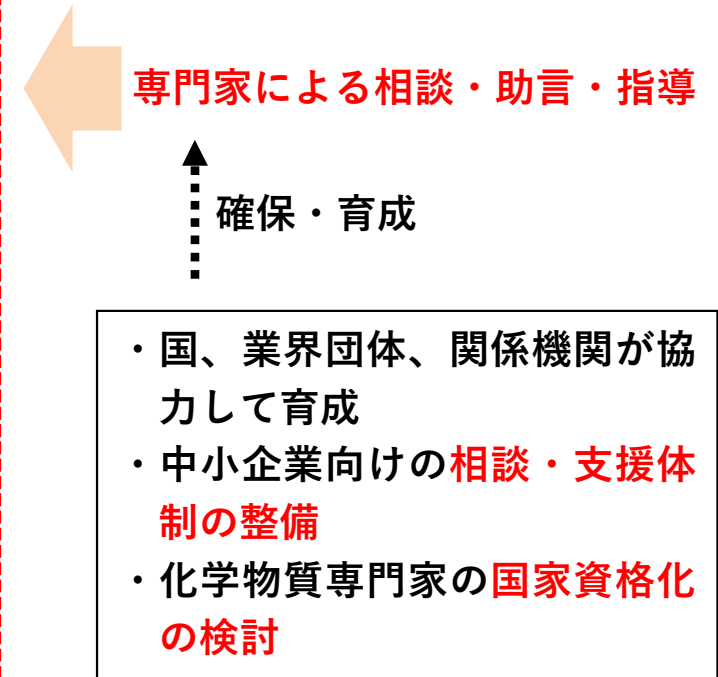 専門家による相談・助言・指導
確保・育成
・国、業界団体、関係機関が協
力して育成
・中小企業向けの相談・支援体
制の整備
・化学物質専門家の国家資格化
の検討